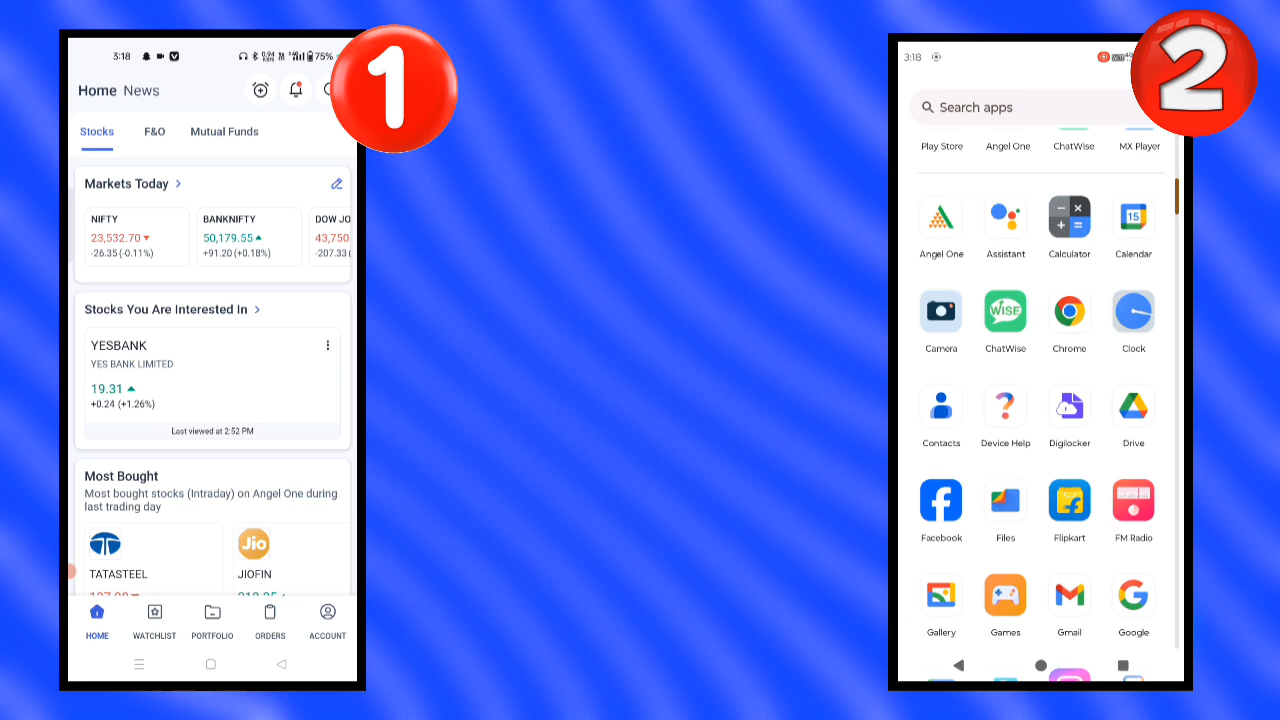 3:18
75%
1
Home News
Stocks F&O Mutual Funds
Markets Today
NIFTY
23,532.70
-26.35 (-0.11%)
BANKNIFTY
50,179.55
+91.20 (+0.18%)
DOW JO
43,750
-207.33(
Stocks You Are Interested In
YESBANK
YES BANK LIMITED
19.31
+0.24 (+1.26%)
Last viewed at 2:52 PM
Most Bought
Most bought stocks (Intraday) on Angel One during
last trading day
TATASTEEL
Jio
JIOFIN
HOME WATCHLIST PORTFOLIO ORDERS ACCOUNT
3:18
2
Search apps
Play Store Angel One ChatWise MX Player
15
Angel One Assistant Calculator Calendar
WISE
Camera ChatWise Chrome Clock
Contacts Device Help Digilocker Drive
Facebook Files Flipkart FM Radio
Gallery Games Gmail Google